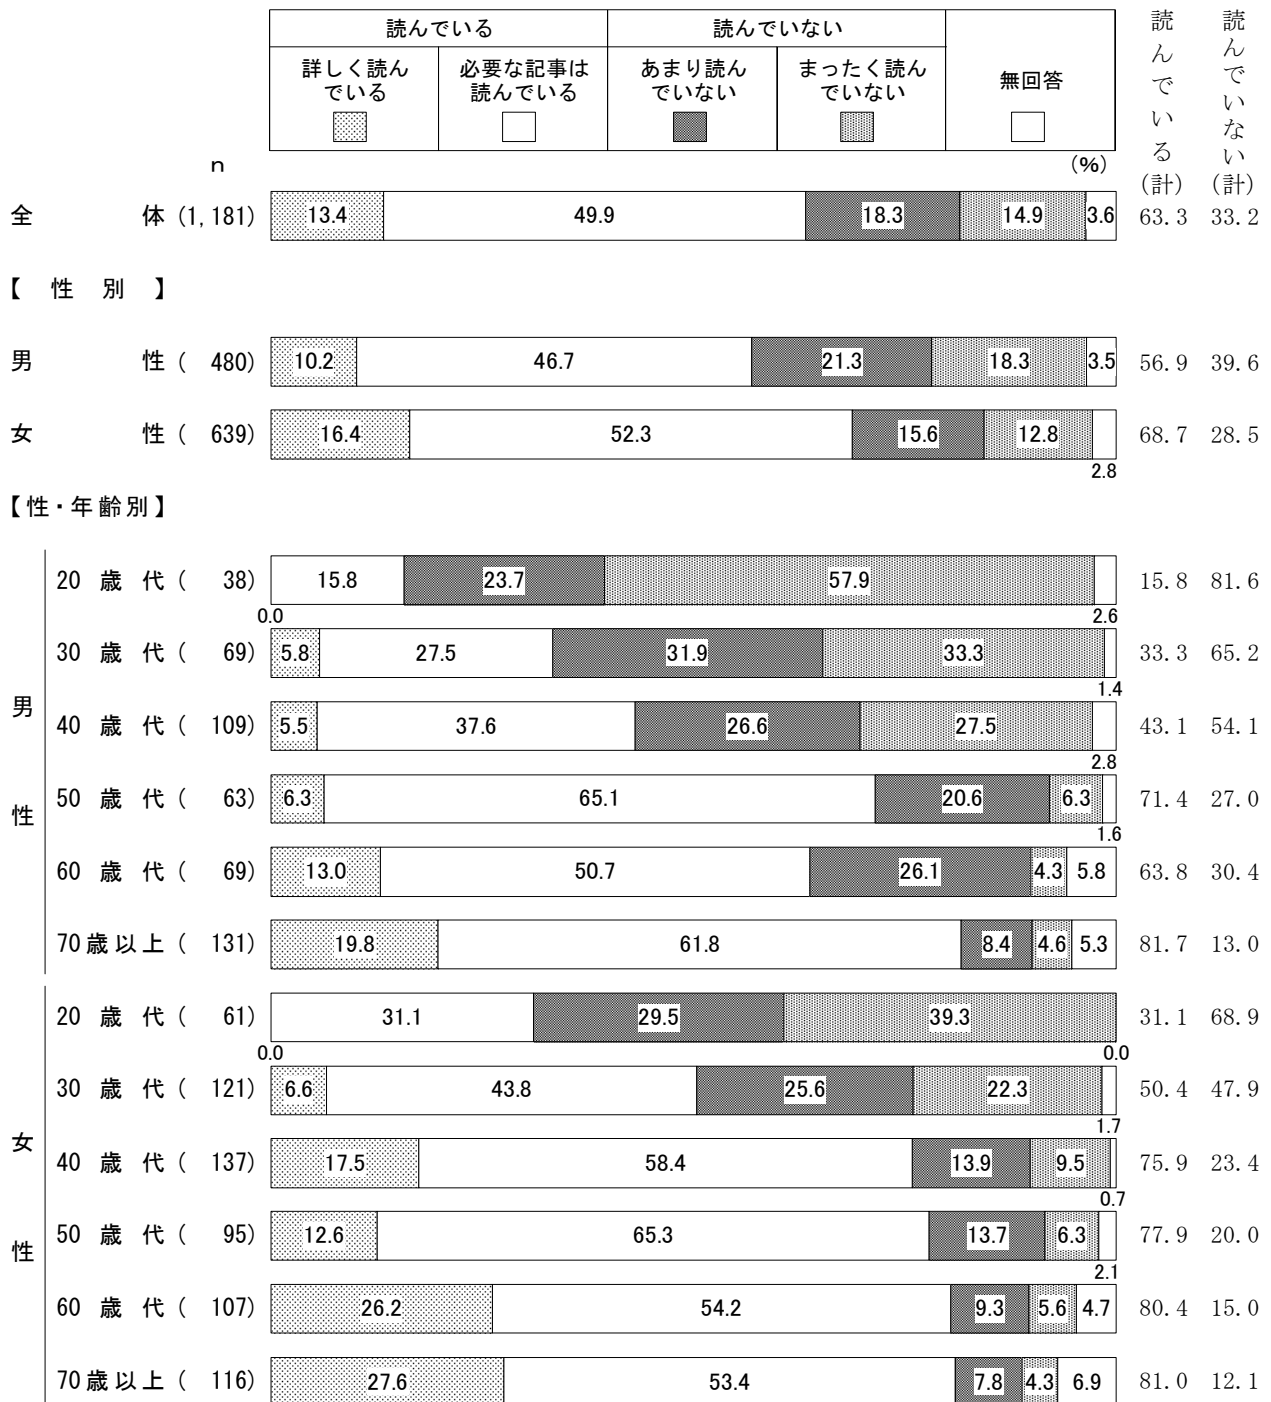 読んでいる 読んでいない
詳しく読んでいる 必要な記事は読んでいる あまり読んでいない まったく読んでいない 無回答
読んでいる(計) 読んでいない(計)
n (%)
全体 (1,181) 13.4 49.9 18.3 14.9 3.6 63.3 33.2
【性別】
男性 (480) 10.2 46.7 21.3 18.3 3.5 56.9 39.6
女性 (639) 16.4 52.3 15.6 12.8 2.8 68.7 28.5
【性・年齢別】
男性
20歳代 (38) 0.0 15.8 23.7 57.9 2.6 15.8 81.6
30歳代 (69) 5.8 27.5 31.9 33.3 1.4 33.3 65.2
40歳代 (109) 5.5 37.6 26.6 27.5 2.8 43.1 54.1
50歳代 (63) 6.3 65.1 20.6 6.3 1.6 71.4 27.0
60歳代 (69) 13.0 50.7 26.1 4.3 5.8 63.8 30.4
70歳以上 (131) 19.8 61.8 8.4 4.6 5.3 81.7 13.0
女性
20歳代 (61) 0.0 31.1 29.5 39.3 0.0 31.1 68.9
30歳代 (121) 6.6 43.8 25.6 22.3 1.7 50.4 47.9
40歳代 (137) 17.5 58.4 13.9 9.5 0.7 75.9 23.4
50歳代 (95) 12.6 65.3 13.7 6.3 2.1 77.9 20.0
60歳代 (107) 26.2 54.2 9.3 5.6 4.7 80.4 15.0
70歳以上 (116) 27.6 53.4 7.8 4.3 6.9 81.0 12.1